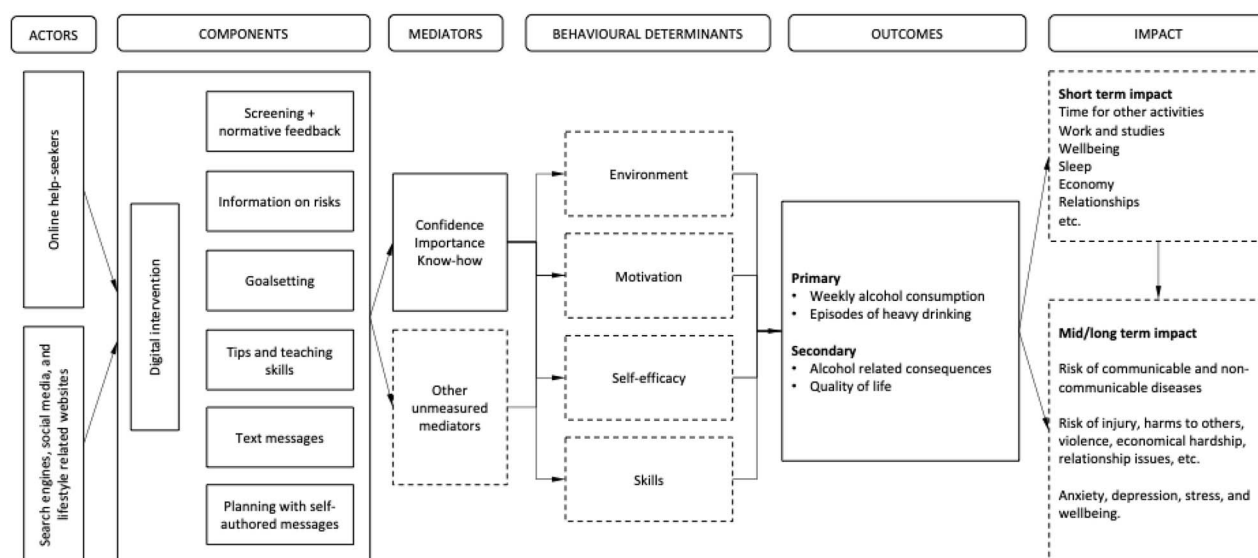 ACTORS
COMPONENTS
MEDIATORS
BEHAVIOURAL DETERMINANTS
OUTCOMES
IMPACT
Online help-seekers
Search engines, social media, and
lifestyle related websites
Digital intervention
Screening +
normative feedback
Information on risks
Goalsetting
Tips and teaching
skills
Text messages
Planning with self-
authored messages
Confidence
Importance
Know-how
Other
unmeasured
mediators
Environment
Motivation
Self-efficacy
Skills
Primary
• Weekly alcohol consumption
• Episodes of heavy drinking
Secondary
• Alcohol related consequences
• Quality of life
Short term impact
Time for other activities
Work and studies
Wellbeing
Sleep
Economy
Relationships
etc.
Mid/long term impact
Risk of communicable and non-
communicable diseases
Risk of injury, harms to others,
violence, economical hardship,
relationship issues, etc.
Anxiety, depression, stress, and
wellbeing.